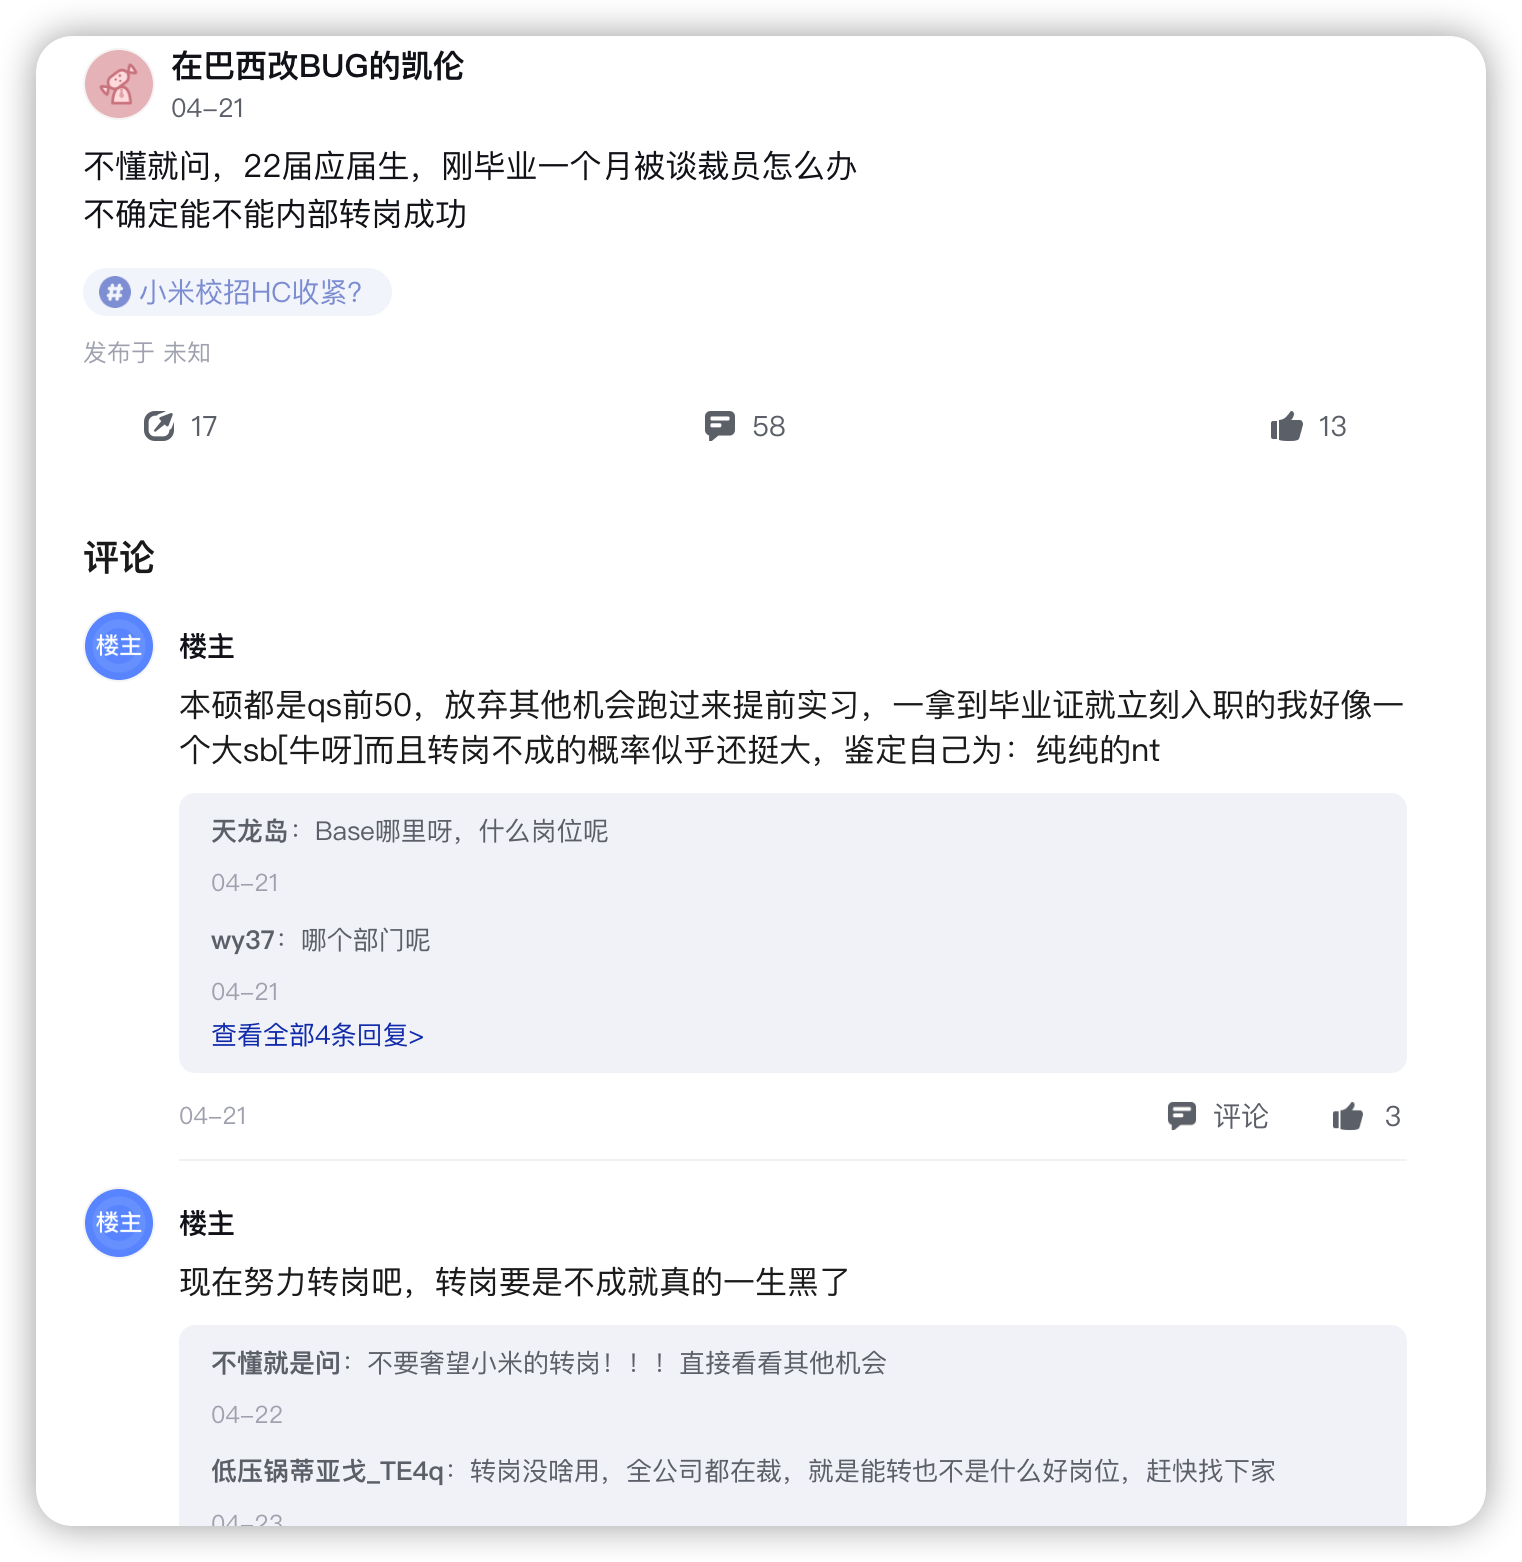 在巴西改BUG的凯伦
04-21
不懂就问，22届应届生，刚毕业一个月被谈裁员怎么办
不确定能不能内部转岗成功
# 小米校招HC收紧?
发布于 未知
17
58
13
评论
楼主
楼主
本硕都是qs前50，放弃其他机会跑过来提前实习，一拿到毕业证就立刻入职的我好像一
个大sb[牛呀]而且转岗不成的概率似乎还挺大，鉴定自己为：纯纯的nt
天龙岛：Base哪里呀，什么岗位呢
04-21
wy37：哪个部门呢
04-21
查看全部4条回复>
04-21
评论
3
楼主
楼主
现在努力转岗吧，转岗要是不成就真的一生黑了
不懂就是问：不要奢望小米的转岗！！！直接看看其他机会
04-22
低压锅蒂亚戈_TE4q：转岗没啥用，全公司都在裁，就是能转也不是什么好岗位，赶快找下家
04-23